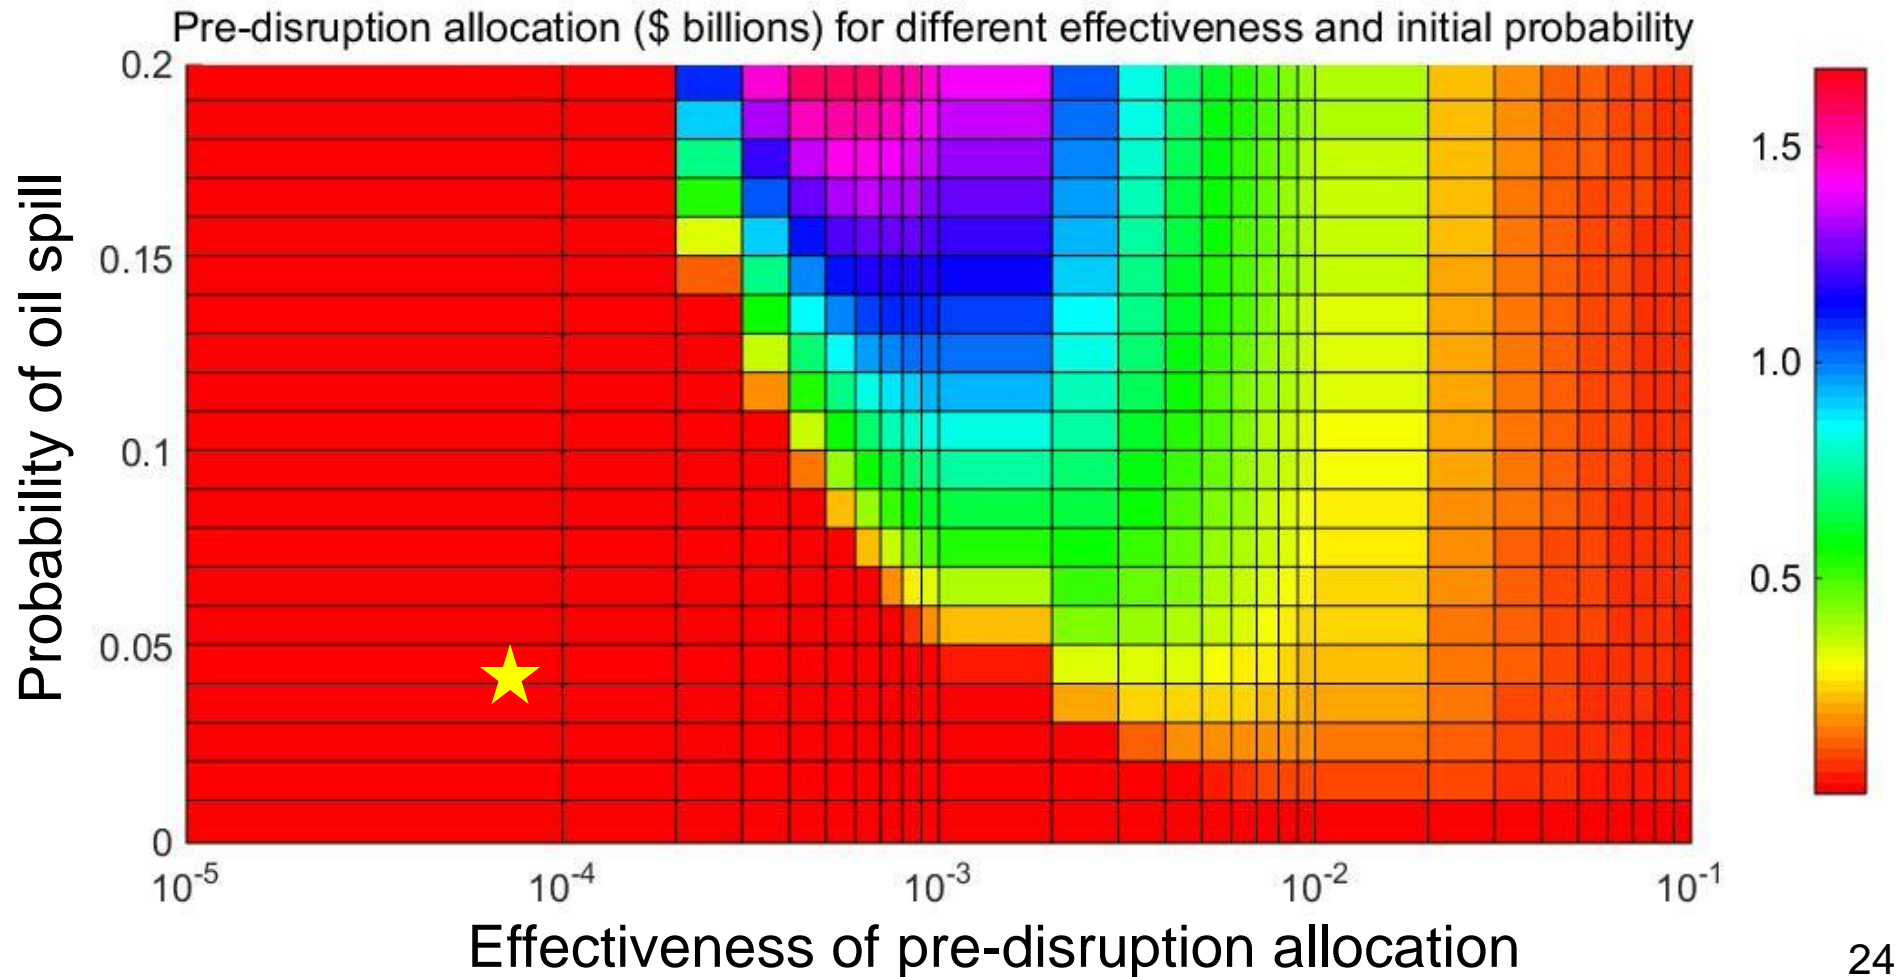 Pre-disruption allocation ($ billions) for different effectiveness and initial probability
0.2
0.15
0.1
0.05
0
Probability of oil spill
10^-5 10^-4 10^-3 10^-2 10^-1
Effectiveness of pre-disruption allocation
1.5
1.0
0.5
24